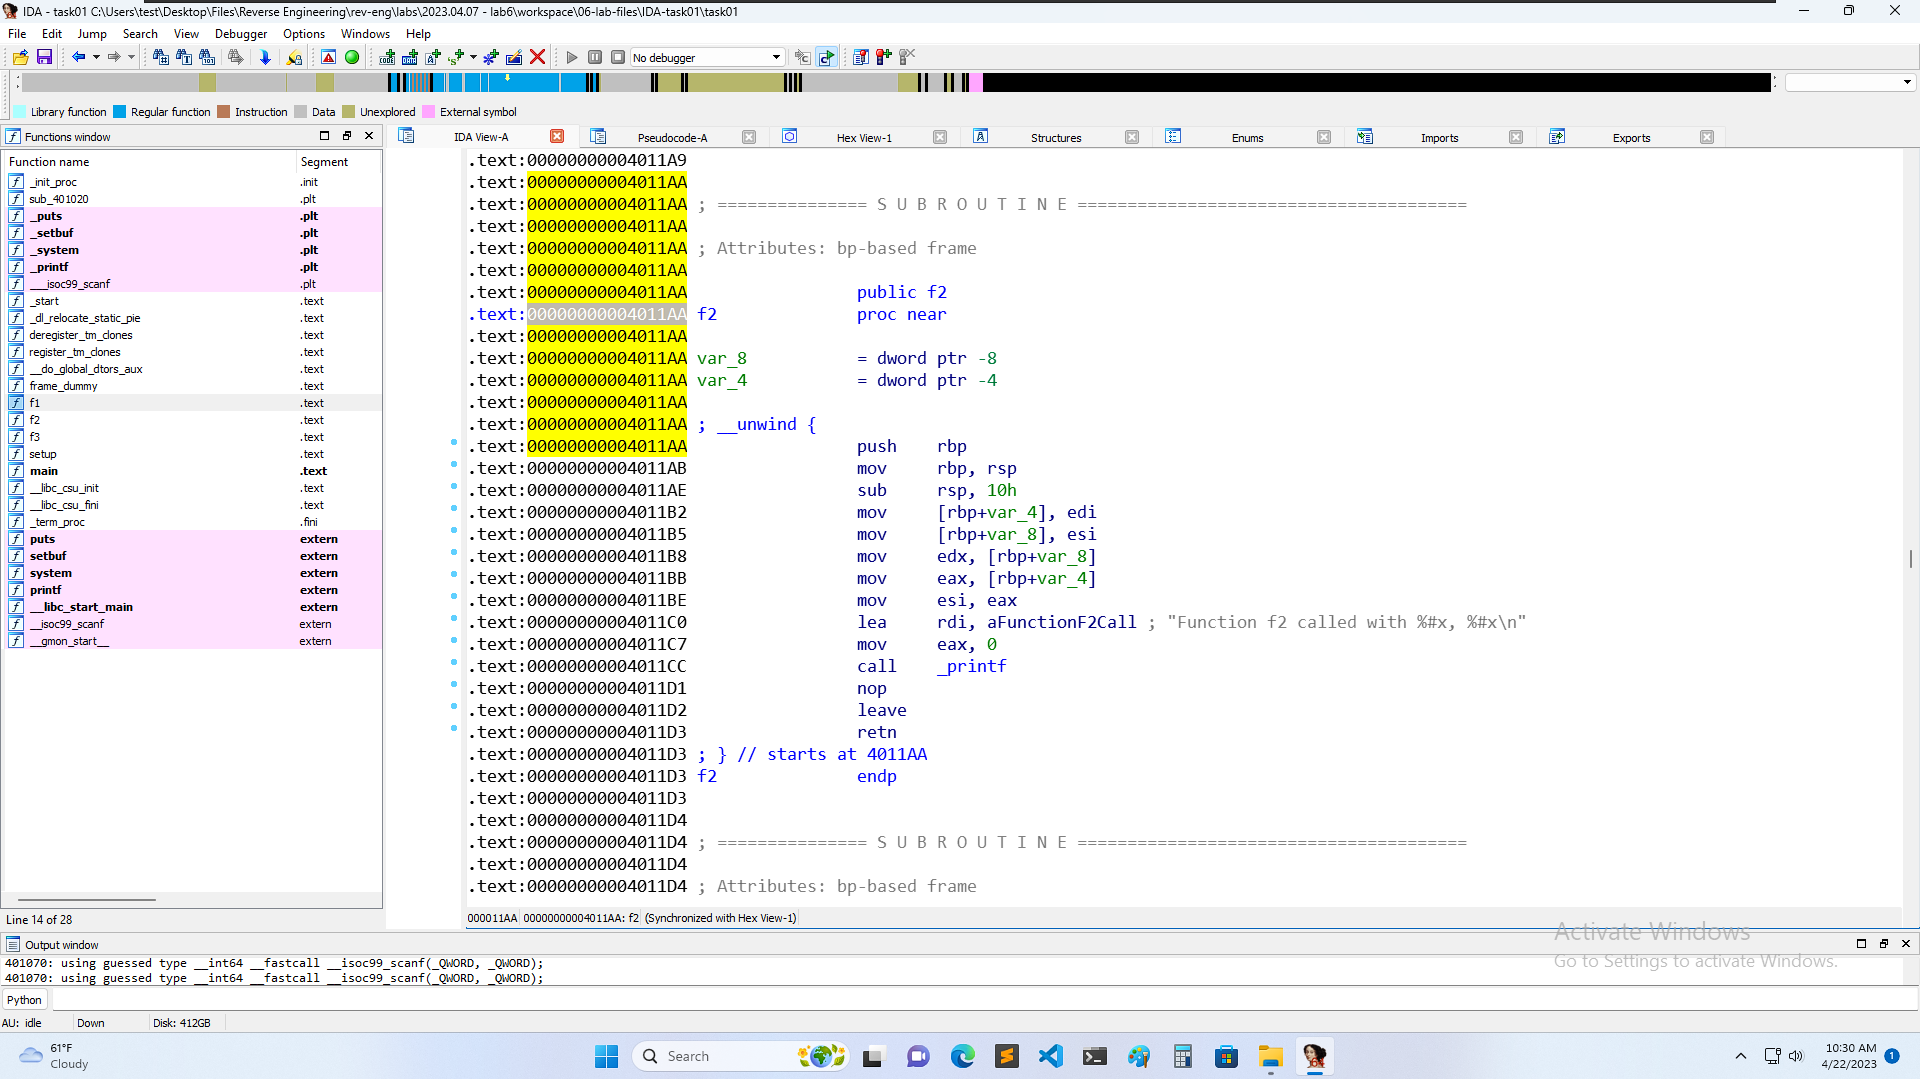 IDA - task01 C:\Users\test\Desktop\Files\Reverse Engineering\rev-eng\labs\2023.04.07 - lab6\workspace\06-lab-files\IDA-task01\task01
File Edit Jump Search View Debugger Options Windows Help
No debugger
Library function Regular function Instruction Data Unexplored External symbol
Functions window
IDA View-A Pseudocode-A Hex View-1 Structures Enums Imports Exports
Function name Segment
_init_proc .init
sub_401020 .plt
_puts .plt
_setbuf .plt
_system .plt
_printf .plt
___isoc99_scanf .plt
_start .text
_dl_relocate_static_pie .text
deregister_tm_clones .text
register_tm_clones .text
__do_global_dtors_aux .text
frame_dummy .text
f1 .text
f2 .text
f3 .text
setup .text
main .text
__libc_csu_init .text
__libc_csu_fini .text
_term_proc .fini
puts extern
setbuf extern
system extern
printf extern
__libc_start_main extern
__isoc99_scanf extern
__gmon_start__ extern
Line 14 of 28
.text:00000000004011A9
.text:00000000004011AA
.text:00000000004011AA ; =============== S U B R O U T I N E =======================================
.text:00000000004011AA
.text:00000000004011AA ; Attributes: bp-based frame
.text:00000000004011AA
.text:00000000004011AA public f2
.text:00000000004011AA f2 proc near
.text:00000000004011AA
.text:00000000004011AA var_8 = dword ptr -8
.text:00000000004011AA var_4 = dword ptr -4
.text:00000000004011AA
.text:00000000004011AA ; __unwind {
.text:00000000004011AA push rbp
.text:00000000004011AB mov rbp, rsp
.text:00000000004011AE sub rsp, 10h
.text:00000000004011B2 mov [rbp+var_4], edi
.text:00000000004011B5 mov [rbp+var_8], esi
.text:00000000004011B8 mov edx, [rbp+var_8]
.text:00000000004011BB mov eax, [rbp+var_4]
.text:00000000004011BE mov esi, eax
.text:00000000004011C0 lea rdi, aFunctionF2Call ; "Function f2 called with %#x, %#x\n"
.text:00000000004011C7 mov eax, 0
.text:00000000004011CC call _printf
.text:00000000004011D1 nop
.text:00000000004011D2 leave
.text:00000000004011D3 retn
.text:00000000004011D3 ; } // starts at 4011AA
.text:00000000004011D3 f2 endp
.text:00000000004011D3
.text:00000000004011D4
.text:00000000004011D4 ; =============== S U B R O U T I N E =======================================
.text:00000000004011D4
.text:00000000004011D4 ; Attributes: bp-based frame
000011AA 00000000004011AA: f2 (Synchronized with Hex View-1)
Activate Windows
Go to Settings to activate Windows.
Output window
401070: using guessed type __int64 __fastcall __isoc99_scanf(_QWORD, _QWORD);
401070: using guessed type __int64 __fastcall __isoc99_scanf(_QWORD, _QWORD);
Python
AU: idle Down Disk: 412GB
61°F
Cloudy
Search
10:30 AM
4/22/2023
1